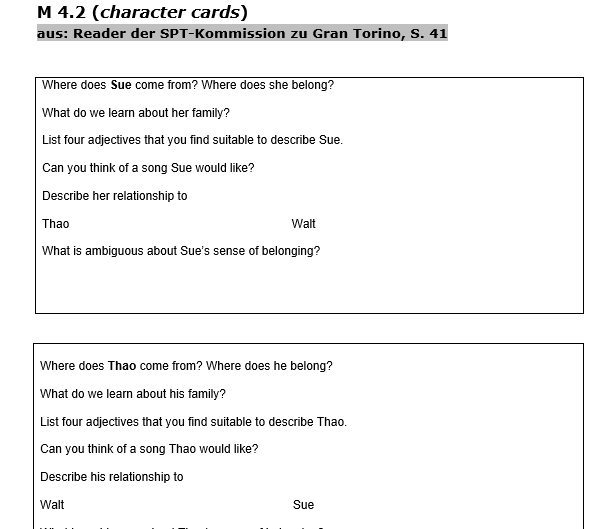 M 4.2 (character cards)
aus: Reader der SPT-Kommission zu Gran Torino, S. 41
Where does Sue come from? Where does she belong?
What do we learn about her family?
List four adjectives that you find suitable to describe Sue.
Can you think of a song Sue would like?
Describe her relationship to
Thao Walt
What is ambiguous about Sue's sense of belonging?
Where does Thao come from? Where does he belong?
What do we learn about his family?
List four adjectives that you find suitable to describe Thao.
Can you think of a song Thao would like?
Describe his relationship to
Walt Sue